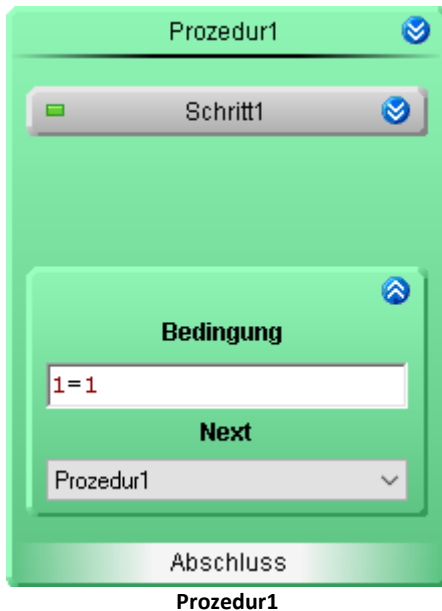 Prozedur1
Schritt1
Bedingung
1=1
Next
Prozedur1
Abschluss
Prozedur1